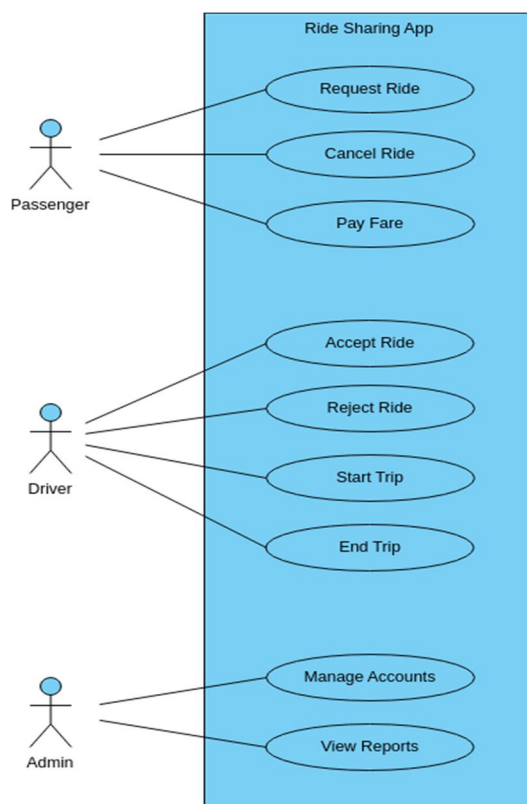 Ride Sharing App
Request Ride
Cancel Ride
Passenger
Pay Fare
Accept Ride
Reject Ride
Start Trip
Driver
End Trip
Manage Accounts
View Reports
Admin